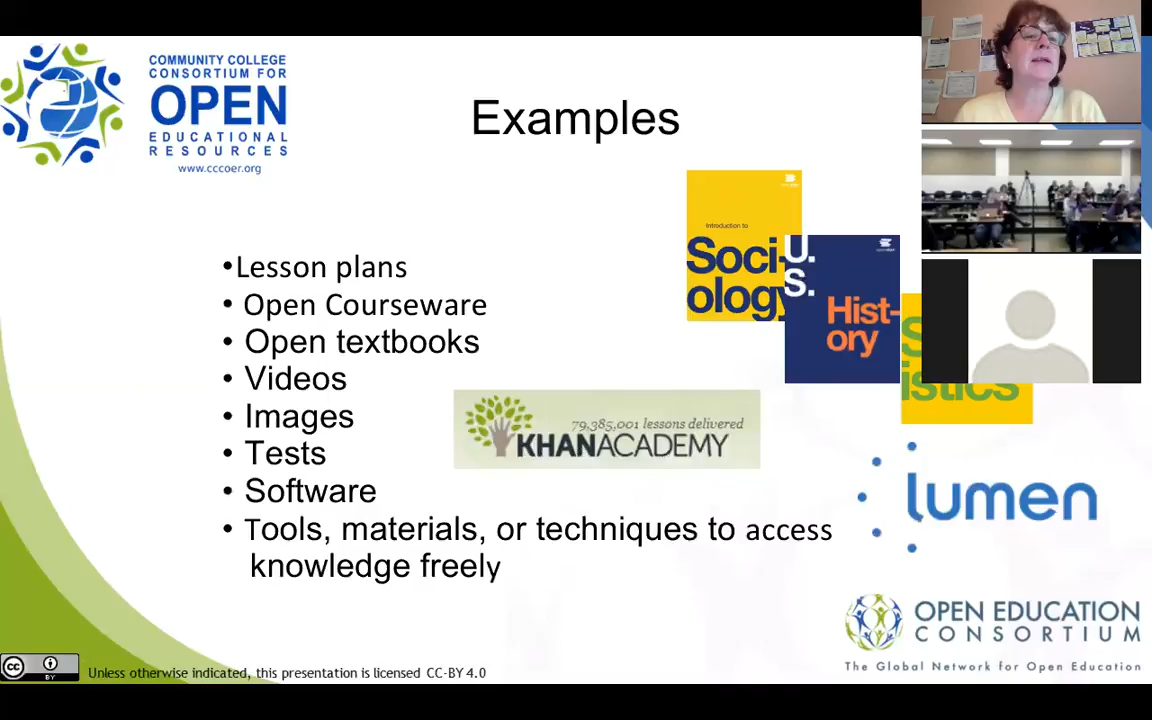 COMMUNITY COLLEGE
CONSORTIUM FOR
OPEN
EDUCATIONAL
RESOURCES
www.cccoer.org
Examples
•Lesson plans
• Open Courseware
• Open textbooks
• Videos
• Images
• Tests
• Software
• Tools, materials, or techniques to access
knowledge freely
Introduction to
Soci-
ology
U.
S.
Hist-
ory
S
istics
79,385,001 lessons delivered
KHANACADEMY
lumen
OPEN EDUCATION
CONSORTIUM
The Global Network for Open Education
cc
BY
Unless otherwise indicated, this presentation is licensed CC-BY 4.0